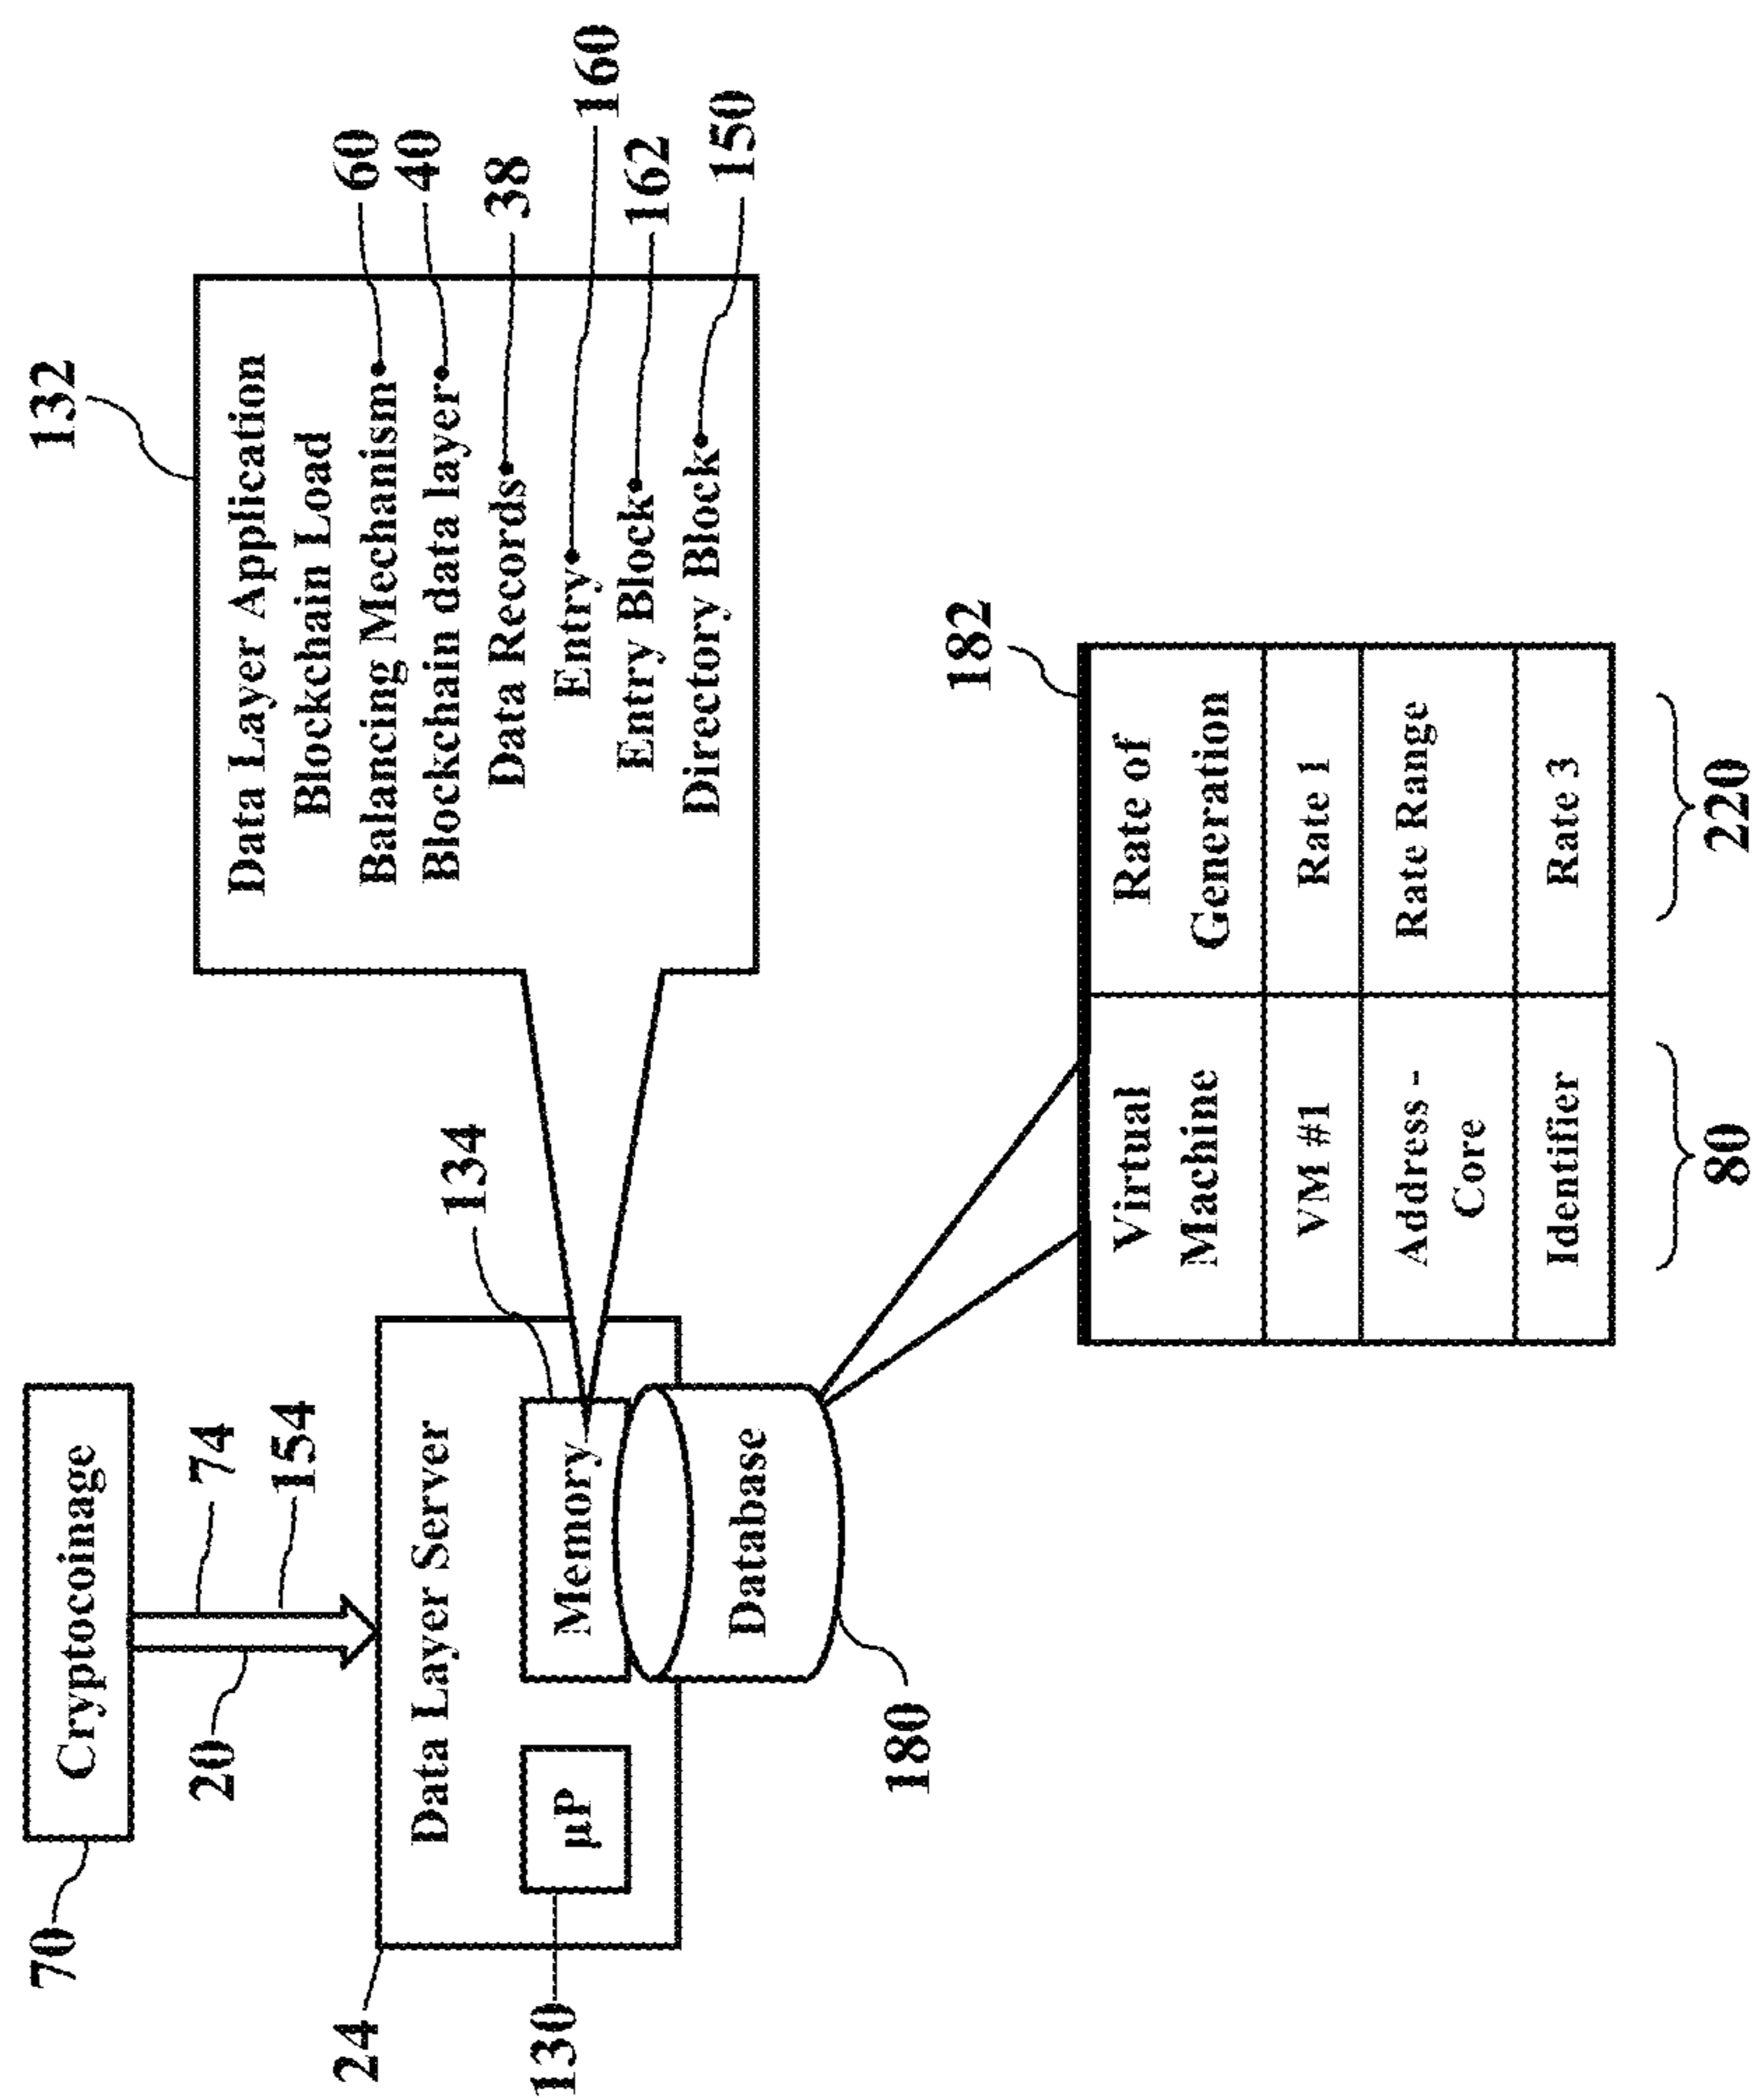 70
Cryptocoinage
20
74
154
24
Data Layer Server
130
µP
Memory
134
Database
180
132
Data Layer Application
Blockchain Load
Balancing Mechanism
60
Blockchain data layer
40
Data Records
38
Entry
160
Entry Block
162
Directory Block
150
182
Virtual
Machine
Rate of
Generation
VM #1
Rate 1
Address -
Core
Rate Range
Identifier
Rate 3
80
220